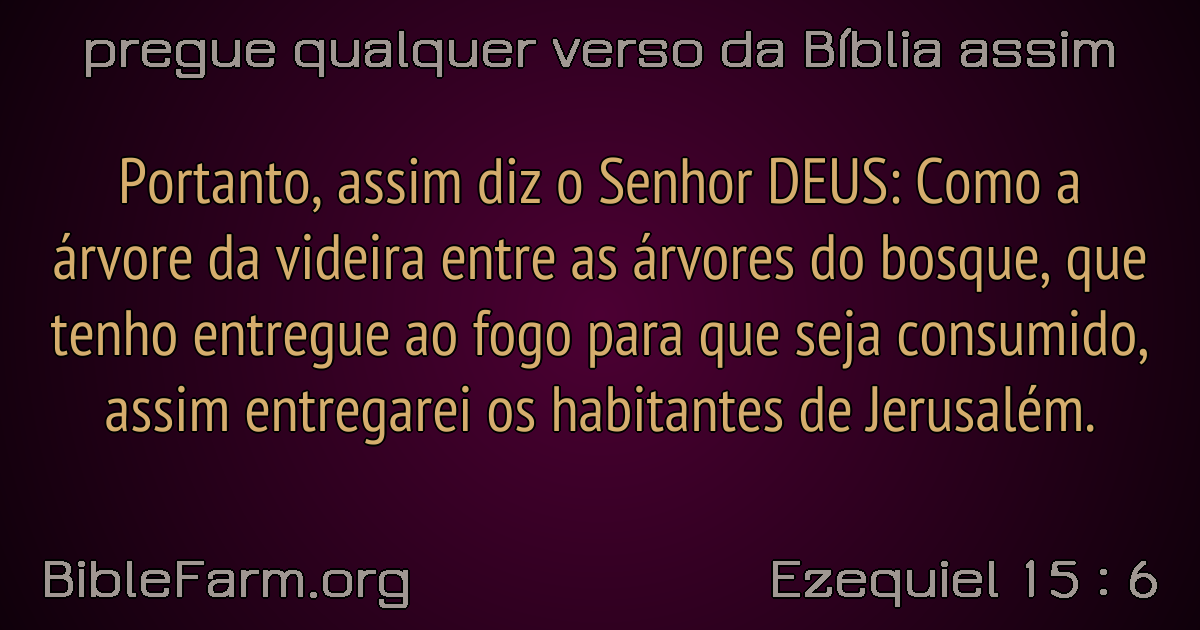 pregue qualquer verso da Bíblia assim
Portanto, assim diz o Senhor DEUS: Como a
árvore da videira entre as árvores do bosque, que
tenho entregue ao fogo para que seja consumido,
assim entregarei os habitantes de Jerusalém.
BibleFarm.org
Ezequiel 15 : 6